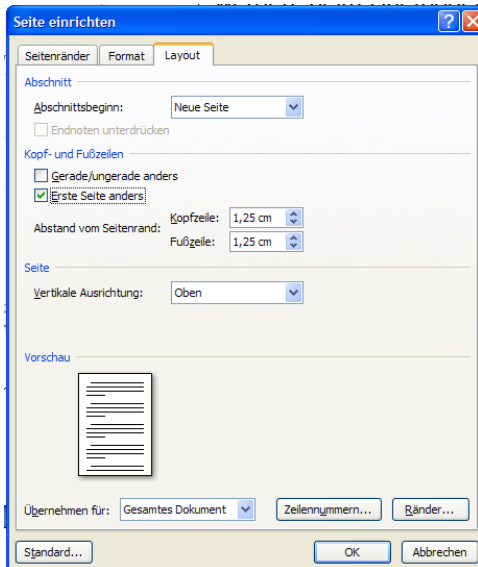 Seite einrichten
Seitenränder Format Layout
Abschnitt
Abschnittsbeginn: Neue Seite
Endnoten unterdrücken
Kopf- und Fußzeilen
Gerade/ungerade anders
Erste Seite anders
Abstand vom Seitenrand: Kopfzeile: 1,25 cm
Fußzeile: 1,25 cm
Seite
Vertikale Ausrichtung: Oben
Vorschau
Übernehmen für: Gesamtes Dokument Zeilennummern... Ränder...
Standard... OK Abbrechen